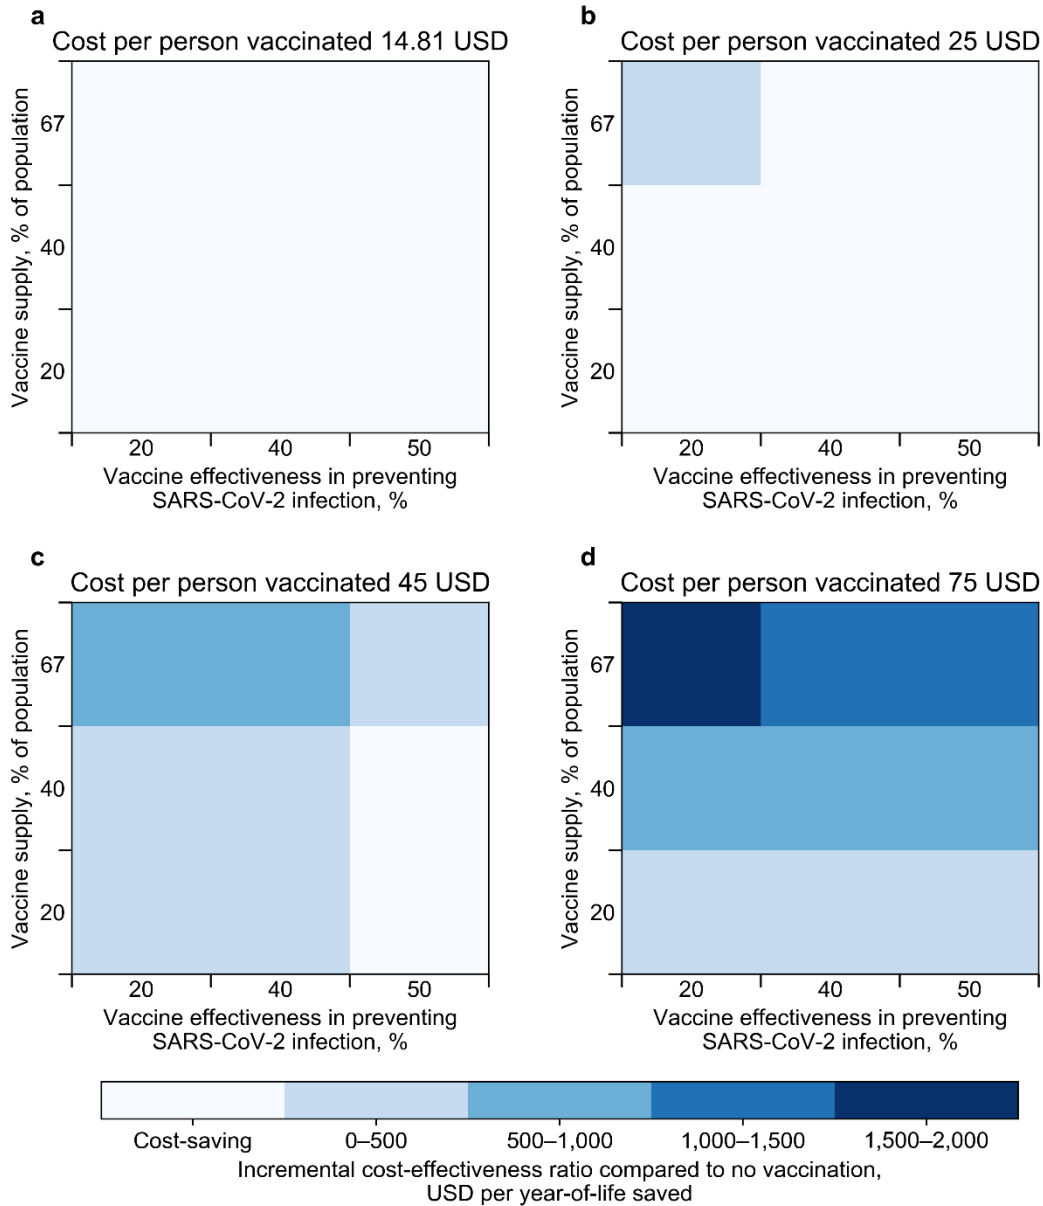 a
Cost per person vaccinated 14.81 USD
Vaccine supply, % of population
67
40
20
20 40 50
Vaccine effectiveness in preventing
SARS-CoV-2 infection, %
b
Cost per person vaccinated 25 USD
Vaccine supply, % of population
67
40
20
20 40 50
Vaccine effectiveness in preventing
SARS-CoV-2 infection, %
c
Cost per person vaccinated 45 USD
Vaccine supply, % of population
67
40
20
20 40 50
Vaccine effectiveness in preventing
SARS-CoV-2 infection, %
d
Cost per person vaccinated 75 USD
Vaccine supply, % of population
67
40
20
20 40 50
Vaccine effectiveness in preventing
SARS-CoV-2 infection, %
Cost-saving 0–500 500–1,000 1,000–1,500 1,500–2,000
Incremental cost-effectiveness ratio compared to no vaccination,
USD per year-of-life saved